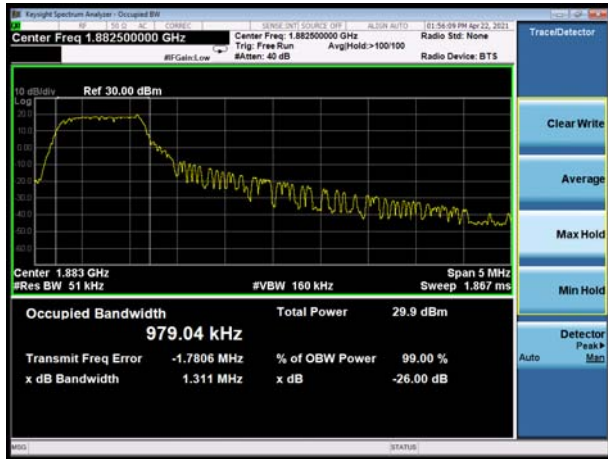 Keysight Spectrum Analyzer - Occupied BW
RF 50 Ω AC CORREC SENSE:INT SOURCE OFF ALIGN AUTO 01:56:09 PM Apr 22, 2021
Center Freq 1.882500000 GHz
Center Freq: 1.882500000 GHz
Radio Std: None
Trig: Free Run Avg|Hold:>100/100
#IFGain:Low #Atten: 40 dB Radio Device: BTS
Trace/Detector
10 dB/div Ref 30.00 dBm
Log
20.0
10.0
0.00
-10.0
-20.0
-30.0
-40.0
-50.0
-60.0
Center 1.883 GHz Span 5 MHz
#Res BW 51 kHz #VBW 160 kHz Sweep 1.867 ms
Occupied Bandwidth Total Power 29.9 dBm
979.04 kHz
Transmit Freq Error -1.7806 MHz % of OBW Power 99.00 %
x dB Bandwidth 1.311 MHz x dB -26.00 dB
Clear Write
Average
Max Hold
Min Hold
Detector
Peak▶
Auto Man
MSG STATUS